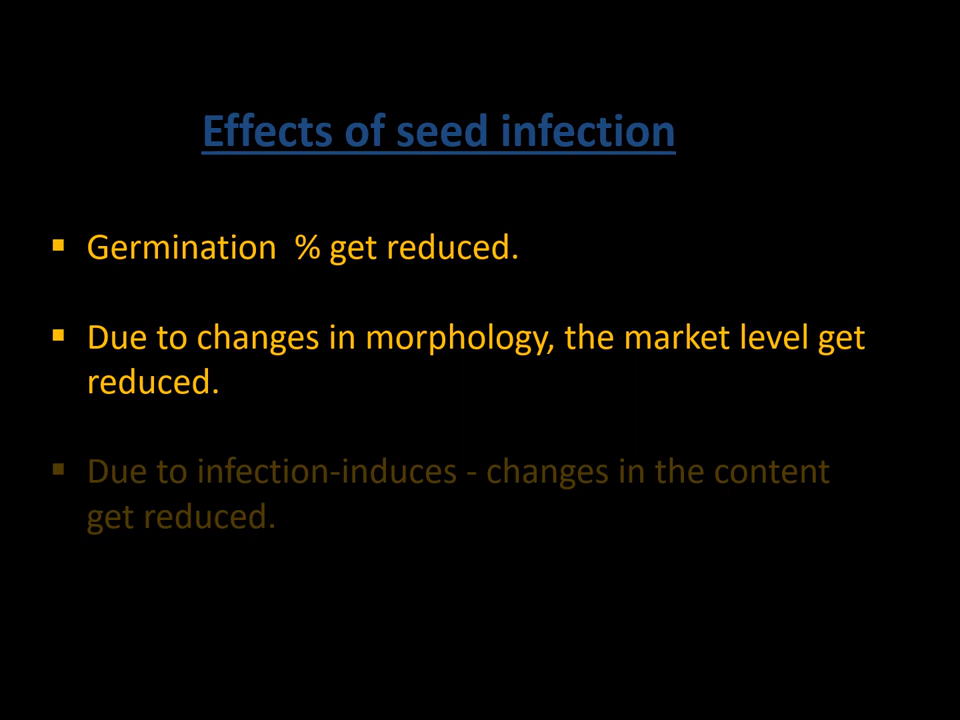 Effects of seed infection
▪ Germination  % get reduced.
▪ Due to changes in morphology, the market level get
reduced.
▪ Due to infection-induces - changes in the content
get reduced.